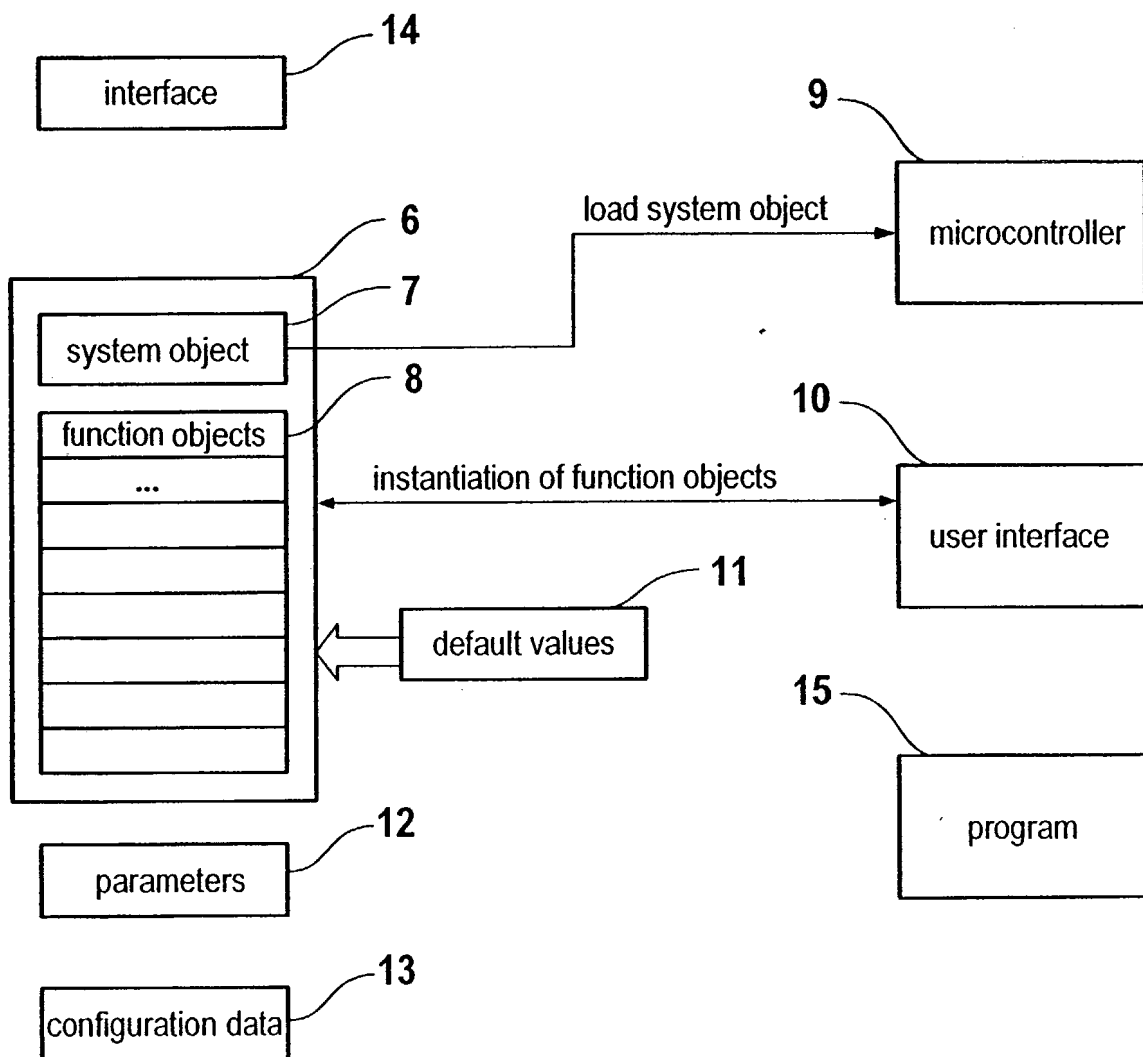 14
interface
9
microcontroller
load system object
6
7
system object
8
function objects
...
10
instantiation of function objects
user interface
11
default values
15
program
12
parameters
13
configuration data